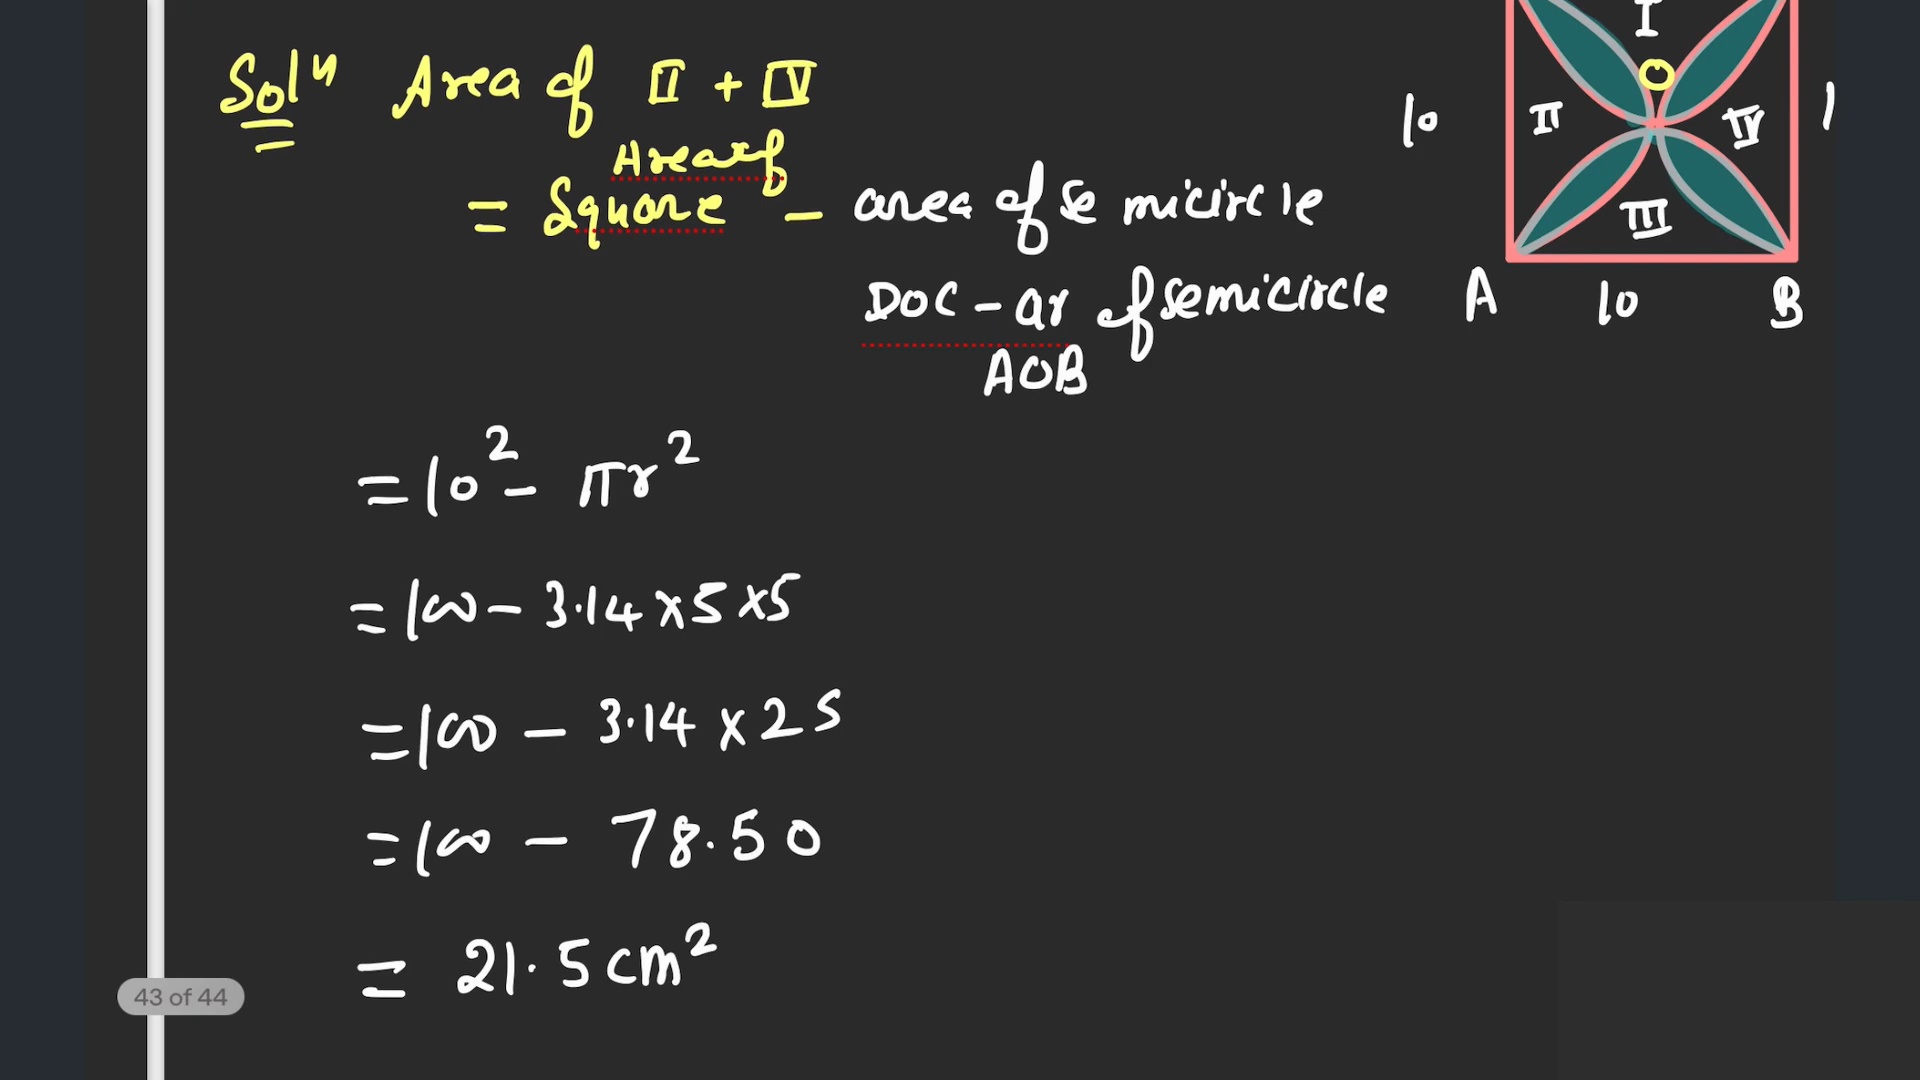 Solⁿ Area of II + IV
Area of
= Square - area of semicircle
DOC - ar of semicircle
AOB
= 10² - πr²
= 100 - 3.14 x 5 x 5
= 100 - 3.14 x 25
= 100 - 78.50
= 21.5 cm²
I
O
10 II IV 1
III
A 10 B
43 of 44